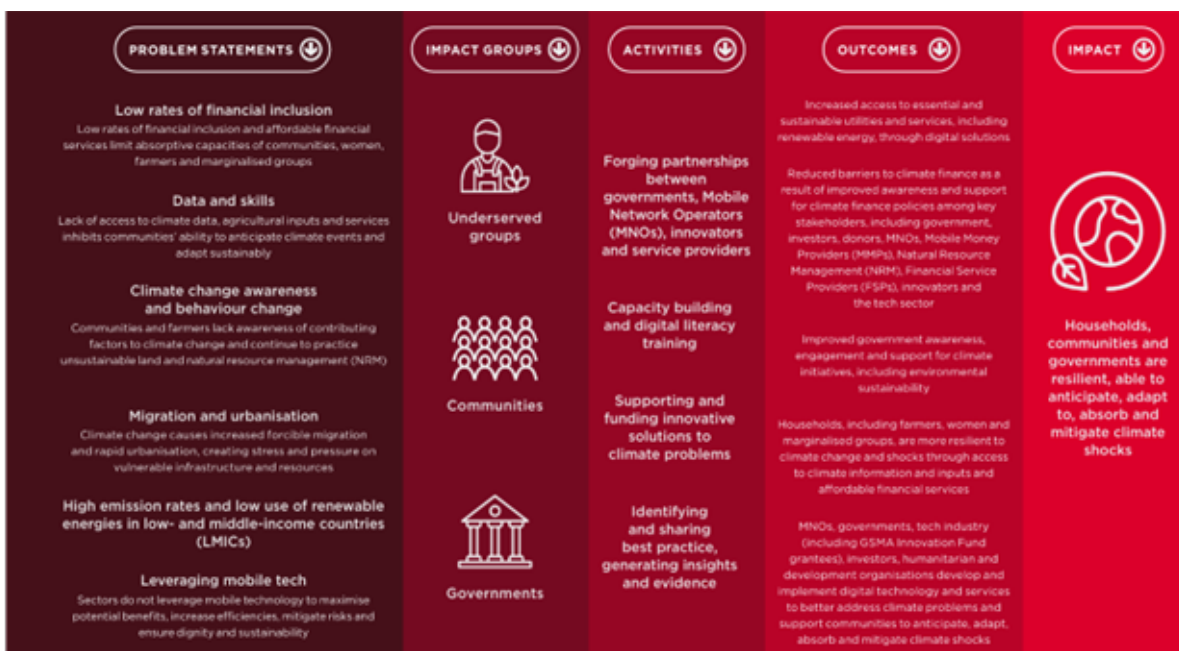 PROBLEM STATEMENTS
Low rates of financial inclusion
Low rates of financial inclusion and affordable financial
services limit absorptive capacities of communities, women,
farmers and marginalised groups
Data and skills
Lack of access to climate data, agricultural inputs and services
inhibits communities' ability to anticipate climate events and
adapt sustainably
Climate change awareness
and behaviour change
Communities and farmers lack awareness of contributing
factors to climate change and continue to practice
unsustainable land and natural resource management (NRM)
Migration and urbanisation
Climate change causes increased forcible migration
and rapid urbanisation, creating stress and pressure on
vulnerable infrastructure and resources
High emission rates and low use of renewable
energies in low- and middle-income countries
(LMICs)
Leveraging mobile tech
Sectors do not leverage mobile technology to maximise
potential benefits, increase efficiencies, mitigate risks and
ensure dignity and sustainability
IMPACT GROUPS
Underserved
groups
Communities
Governments
ACTIVITIES
Forging partnerships
between
governments, Mobile
Network Operators
(MNOs), innovators
and service providers
Capacity building
and digital literacy
training
Supporting and
funding innovative
solutions to
climate problems
Identifying
and sharing
best practice,
generating insights
and evidence
OUTCOMES
Increased access to essential and
sustainable utilities and services, including
renewable energy, through digital solutions
Reduced barriers to climate finance as a
result of improved awareness and support
for climate finance policies among key
stakeholders, including government,
investors, donors, MNOs, Mobile Money
Providers (MMPs), Natural Resource
Management (NRM), Financial Service
Providers (FSPs), innovators and
the tech sector
Improved government awareness,
engagement and support for climate
initiatives, including environmental
sustainability
Households, including farmers, women and
marginalised groups, are more resilient to
climate change and shocks through access
to climate information and inputs and
affordable financial services
MNOs, governments, tech industry
(including GSMA Innovation Fund
grantees), investors, humanitarian and
development organisations develop and
implement digital technology and services
to better address climate problems and
support communities to anticipate, adapt,
absorb and mitigate climate shocks
IMPACT
Households,
communities and
governments are
resilient, able to
anticipate, adapt
to, absorb and
mitigate climate
shocks